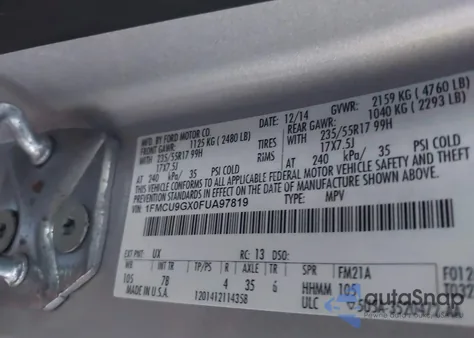 MFD. BY FORD MOTOR CO.
DATE: 12/14 GVWR: 2159 KG ( 4760 LB)
FRONT GAWR: 1125 KG ( 2480 LB) REAR GAWR: 1040 KG ( 2293 LB)
235/55R17 99H TIRES 235/55R17 99H
17X7.5J RIMS 17X7.5J
AT 240 kPa/ 35 PSI COLD AT 240 kPa/ 35 PSI COLD
THIS VEHICLE CONFORMS TO ALL APPLICABLE FEDERAL MOTOR VEHICLE SAFETY AND THEFT PREVENTION STANDARDS IN EFFECT ON THE DATE OF MANUFACTURE SHOWN ABOVE.
VIN: 1FMCU9GX0FUA97819
TYPE: MPV
EXT PNT: UX RC: 13 DSO:
WB INT TR TP/PS R AXLE TR SPR FM21A F012
105 78 4 35 6 HHMM 105
MADE IN U.S.A. 120141211435B ULC
autoSnap